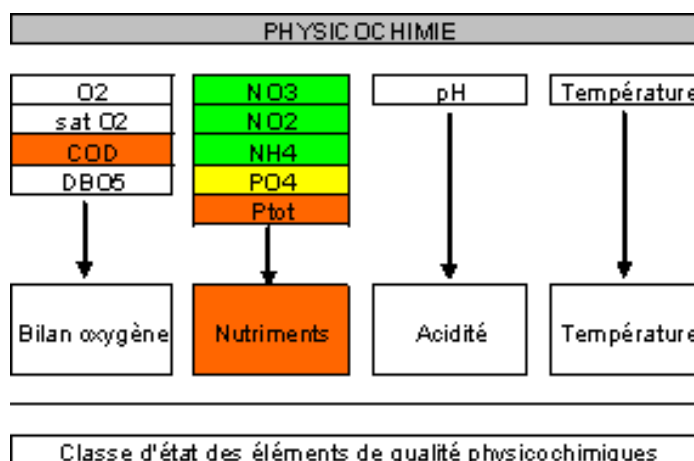 PHYSICOCHIMIE
O2
sat O2
COD
DBO5
NO3
NO2
NH4
PO4
Ptot
pH
Température
Bilan oxygène
Nutriments
Acidité
Température
Classe d'état des éléments de qualité physicochimiques